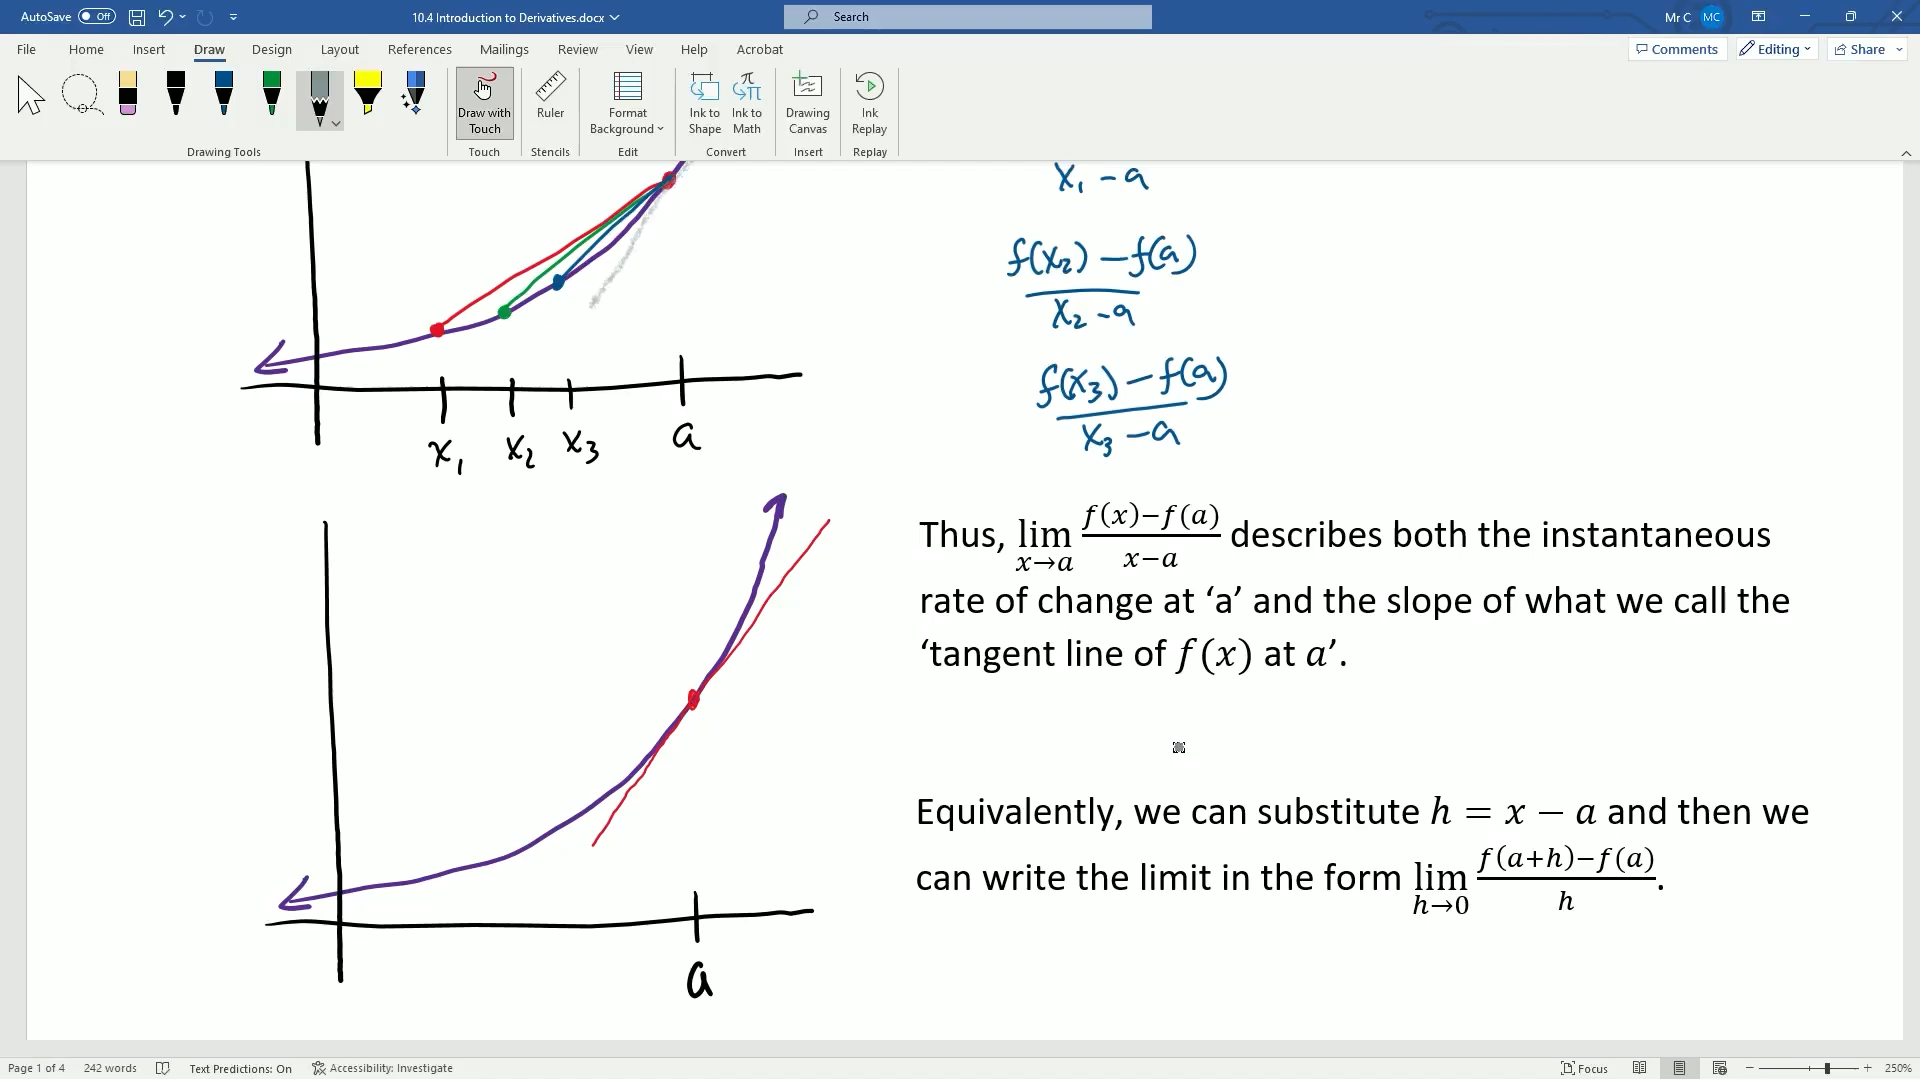 AutoSave Off 10.4 Introduction to Derivatives.docx Search Mr C MC
File Home Insert Draw Design Layout References Mailings Review View Help Acrobat Comments Editing Share
Draw with Touch Ruler Format Background Ink to Shape Ink to Math Drawing Canvas Ink Replay
Drawing Tools Touch Stencils Edit Convert Insert Replay
x₁ - a
f(x₂) - f(a)
x₂ - a
f(x₃) - f(a)
x₃ - a
x₁ x₂ x₃ a
Thus, lim x→a f(x)−f(a) / x−a describes both the instantaneous
rate of change at ‘a’ and the slope of what we call the
‘tangent line of f(x) at a’.
Equivalently, we can substitute h = x − a and then we
can write the limit in the form lim h→0 f(a+h)−f(a) / h.
a
Page 1 of 4 242 words Text Predictions: On Accessibility: Investigate Focus 250%